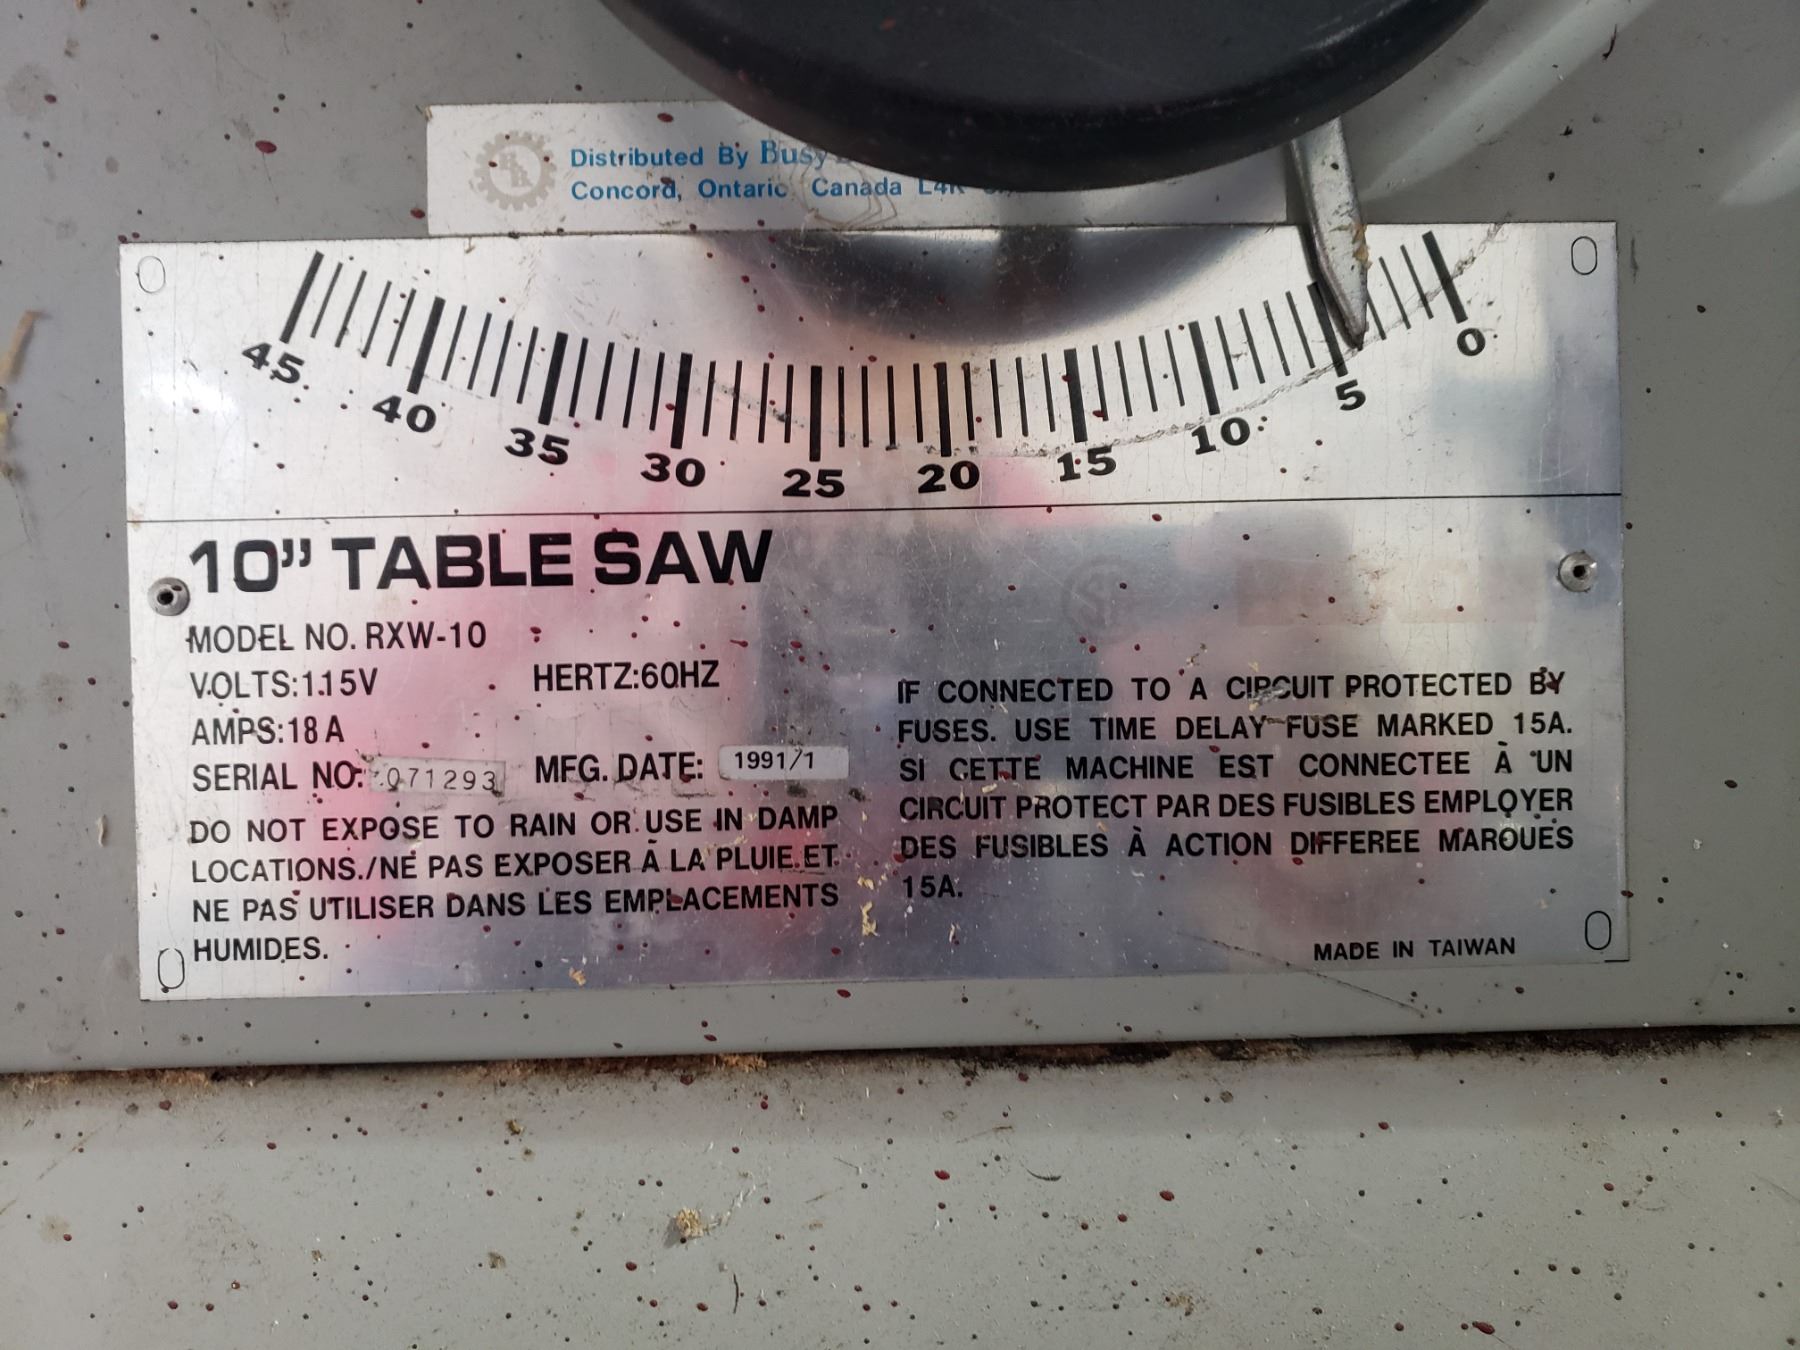 Distributed By Busy
Concord, Ontario Canada L4K
45 40 35 30 25 20 15 10 5 0
10" TABLE SAW
MODEL NO. RXW-10
VOLTS:115V HERTZ:60HZ
AMPS:18 A
SERIAL NO: 071293 MFG. DATE: 1991/1
DO NOT EXPOSE TO RAIN OR USE IN DAMP
LOCATIONS./NE PAS EXPOSER À LA PLUIE ET
NE PAS UTILISER DANS LES EMPLACEMENTS
HUMIDES.
IF CONNECTED TO A CIRCUIT PROTECTED BY
FUSES. USE TIME DELAY FUSE MARKED 15A.
SI CETTE MACHINE EST CONNECTEE À UN
CIRCUIT PROTECT PAR DES FUSIBLES EMPLOYER
DES FUSIBLES À ACTION DIFFEREE MAROUES
15A.
MADE IN TAIWAN